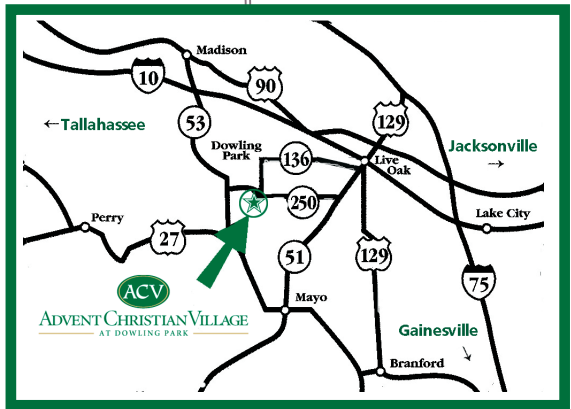 Madison
10
90
←Tallahassee
53
129
Dowling
Park
136
Jacksonville
→
Live
Oak
250
Perry
27
Lake City
51
129
75
ACV
ADVENT CHRISTIAN VILLAGE
AT DOWLING PARK
Mayo
Gainesville
Branford